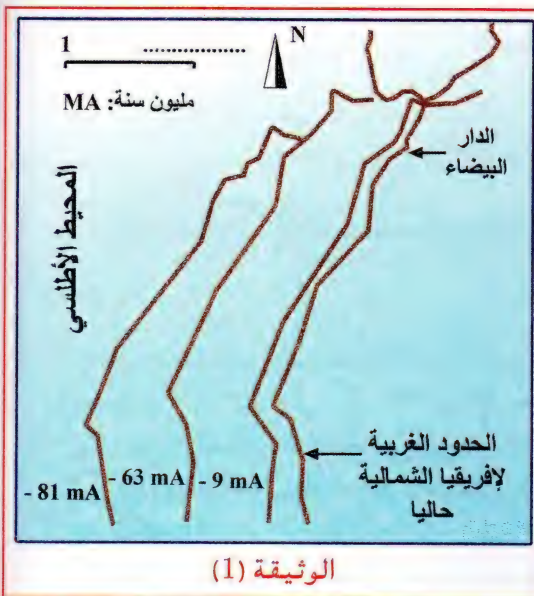 1 ............
N
مليون سنة: MA
الدار
البيضاء
المحيط الأطلسي
الحدود الغربية
لإفريقيا الشمالية
حاليا
- 81 mA
- 63 mA
- 9 mA
الوثيقة (1)